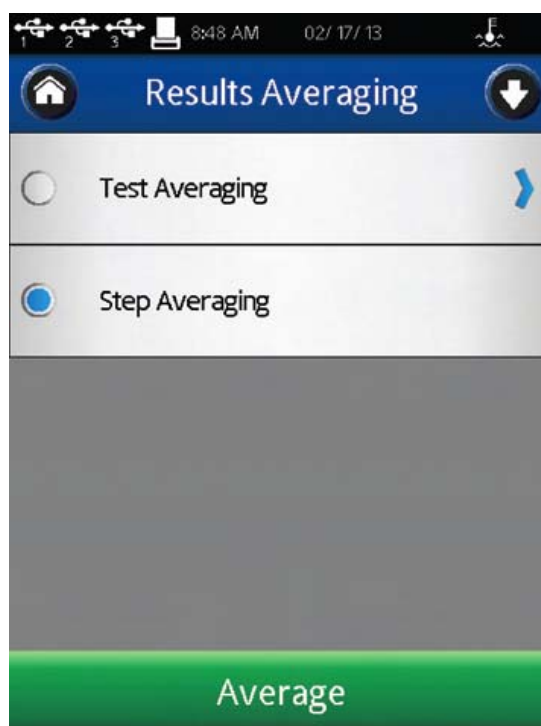 1 2 3 8:48 AM 02/17/13
Results Averaging
Test Averaging
Step Averaging
Average